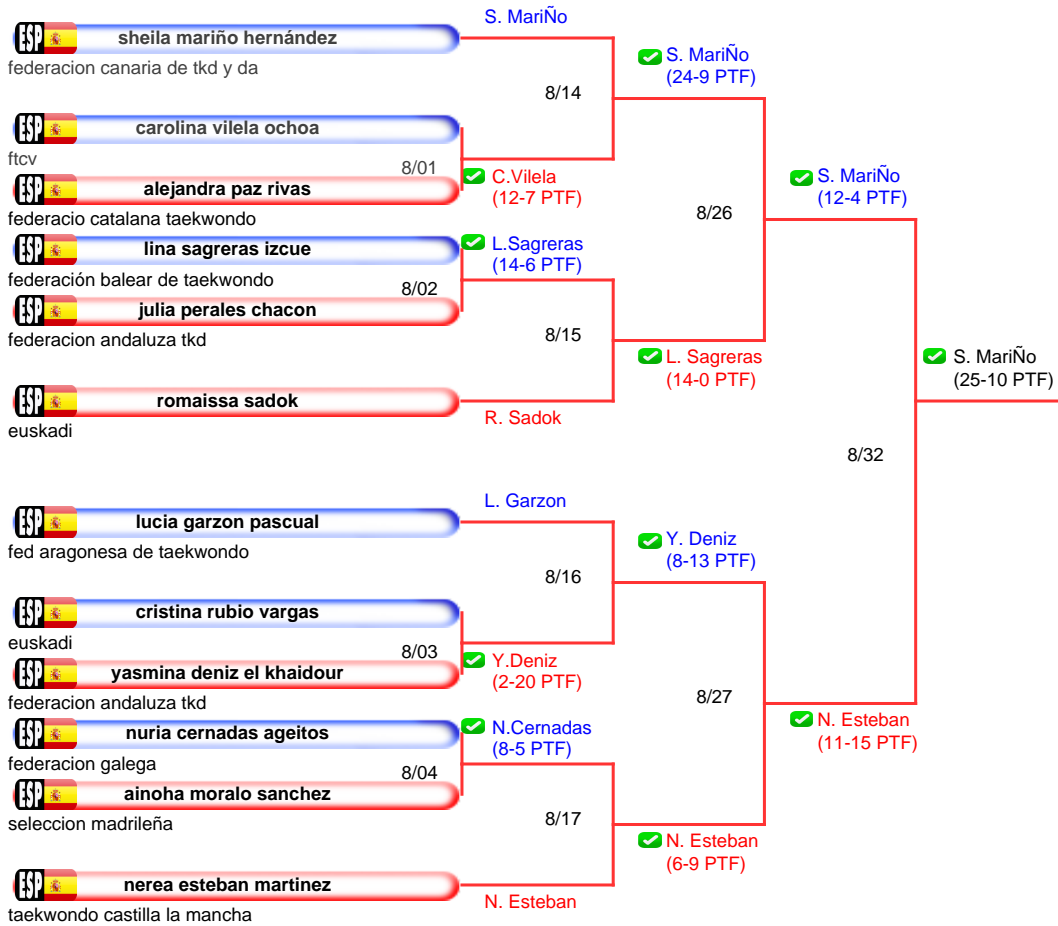 S. MariÑo
ESP sheila mariño hernández
federacion canaria de tkd y da
S. MariÑo
(24-9 PTF)
8/14
ESP carolina vilela ochoa
ftcv
8/01
C.Vilela
(12-7 PTF)
ESP alejandra paz rivas
federacio catalana taekwondo
S. MariÑo
(12-4 PTF)
8/26
ESP lina sagreras izcue
federación balear de taekwondo
L.Sagreras
(14-6 PTF)
8/02
ESP julia perales chacon
federacion andaluza tkd
8/15
L. Sagreras
(14-0 PTF)
S. MariÑo
(25-10 PTF)
ESP romaissa sadok
euskadi
R. Sadok
8/32
L. Garzon
ESP lucia garzon pascual
fed aragonesa de taekwondo
Y. Deniz
(8-13 PTF)
8/16
ESP cristina rubio vargas
euskadi
8/03
Y.Deniz
(2-20 PTF)
ESP yasmina deniz el khaidour
federacion andaluza tkd
8/27
N. Esteban
(11-15 PTF)
ESP nuria cernadas ageitos
federacion galega
N.Cernadas
(8-5 PTF)
8/04
ESP ainoha moralo sanchez
seleccion madrileña
8/17
N. Esteban
(6-9 PTF)
ESP nerea esteban martinez
taekwondo castilla la mancha
N. Esteban